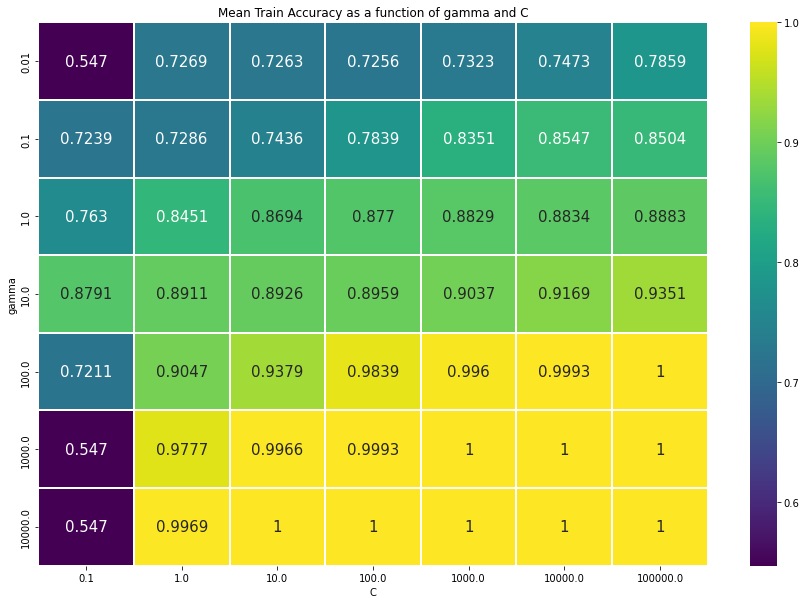 Mean Train Accuracy as a function of gamma and C
0.01 0.547 0.7269 0.7263 0.7256 0.7323 0.7473 0.7859
0.1 0.7239 0.7286 0.7436 0.7839 0.8351 0.8547 0.8504
1.0 0.763 0.8451 0.8694 0.877 0.8829 0.8834 0.8883
gamma
10.0 0.8791 0.8911 0.8926 0.8959 0.9037 0.9169 0.9351
100.0 0.7211 0.9047 0.9379 0.9839 0.996 0.9993 1
1000.0 0.547 0.9777 0.9966 0.9993 1 1 1
10000.0 0.547 0.9969 1 1 1 1 1
0.1 1.0 10.0 100.0 1000.0 10000.0 100000.0
C
1.0
0.9
0.8
0.7
0.6